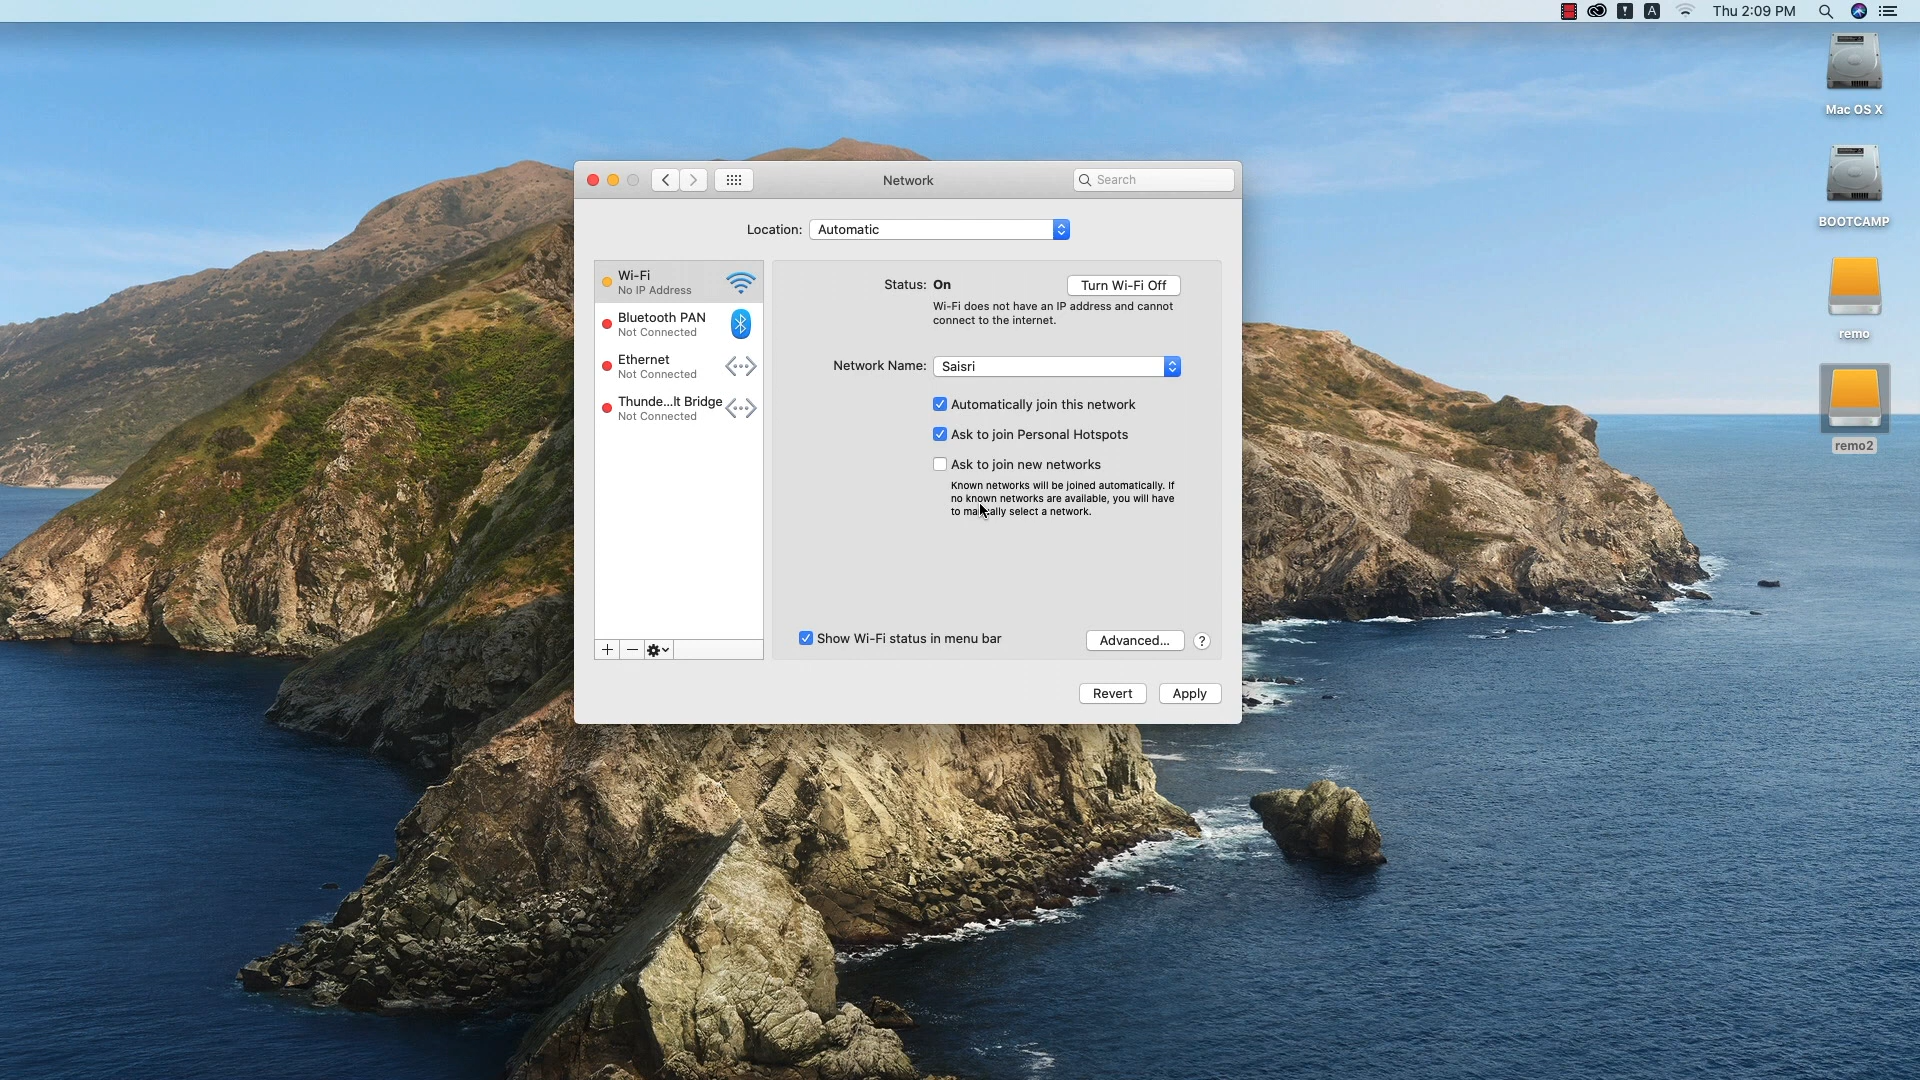 Thu 2:09 PM
Mac OS X
BOOTCAMP
remo
remo2
Network
Search
Location: Automatic
Wi-Fi
No IP Address
Bluetooth PAN
Not Connected
Ethernet
Not Connected
Thunde...lt Bridge
Not Connected
Status: On
Turn Wi-Fi Off
Wi-Fi does not have an IP address and cannot
connect to the internet.
Network Name: Saisri
Automatically join this network
Ask to join Personal Hotspots
Ask to join new networks
Known networks will be joined automatically. If
no known networks are available, you will have
to manually select a network.
Show Wi-Fi status in menu bar
Advanced...
?
Revert
Apply